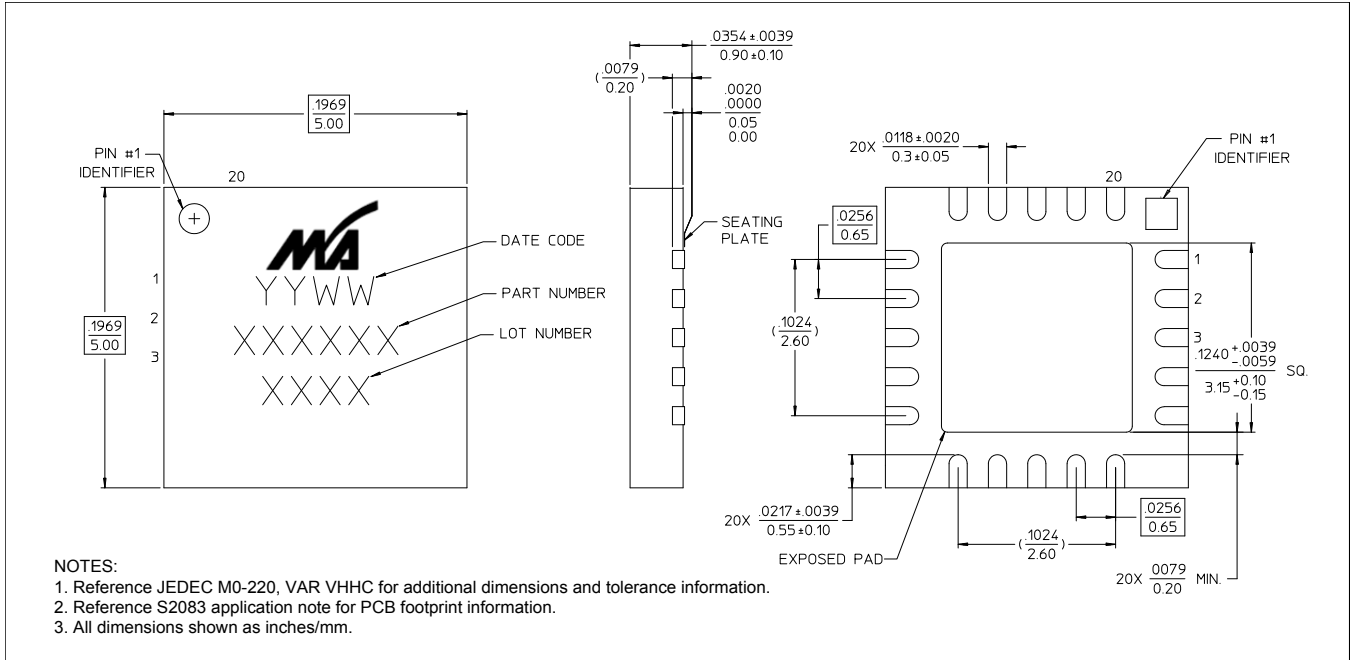 .1969
5.00
PIN #1
IDENTIFIER
20
.1969
5.00
1
2
3
MA
YYWW
XXXXXX
XXXX
DATE CODE
PART NUMBER
LOT NUMBER
.0354±.0039
0.90±0.10
(.0079
0.20)
.0020
.0000
0.05
0.00
SEATING
PLATE
20X .0118±.0020
0.3±0.05
20
PIN #1
IDENTIFIER
.0256
0.65
(.1024
2.60)
1
2
3
.1240 +.0039
-.0059
3.15 +0.10
-0.15
SQ.
20X .0217±.0039
0.55±0.10
EXPOSED PAD
(.1024
2.60)
.0256
0.65
20X .0079
0.20 MIN.
NOTES:
1. Reference JEDEC M0-220, VAR VHHC for additional dimensions and tolerance information.
2. Reference S2083 application note for PCB footprint information.
3. All dimensions shown as inches/mm.